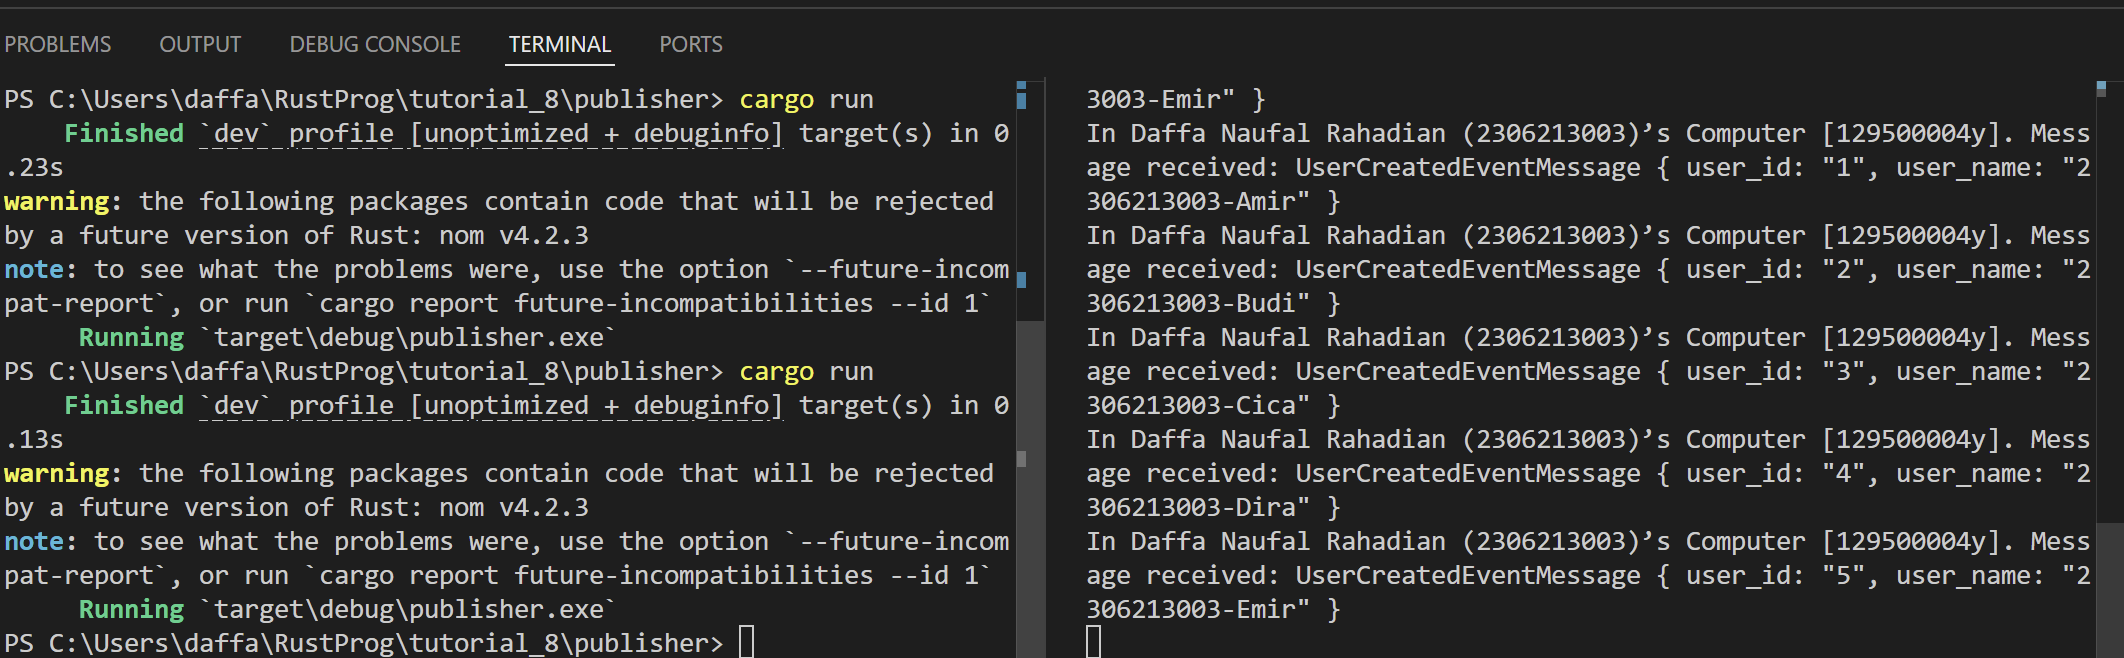 PROBLEMS OUTPUT DEBUG CONSOLE TERMINAL PORTS
PS C:\Users\daffa\RustProg\tutorial_8\publisher> cargo run
    Finished `dev` profile [unoptimized + debuginfo] target(s) in 0
.23s
warning: the following packages contain code that will be rejected
by a future version of Rust: nom v4.2.3
note: to see what the problems were, use the option `--future-incom
pat-report`, or run `cargo report future-incompatibilities --id 1`
     Running `target\debug\publisher.exe`
PS C:\Users\daffa\RustProg\tutorial_8\publisher> cargo run
    Finished `dev` profile [unoptimized + debuginfo] target(s) in 0
.13s
warning: the following packages contain code that will be rejected
by a future version of Rust: nom v4.2.3
note: to see what the problems were, use the option `--future-incom
pat-report`, or run `cargo report future-incompatibilities --id 1`
     Running `target\debug\publisher.exe`
PS C:\Users\daffa\RustProg\tutorial_8\publisher>
3003-Emir" }
In Daffa Naufal Rahadian (2306213003)’s Computer [129500004y]. Mess
age received: UserCreatedEventMessage { user_id: "1", user_name: "2
306213003-Amir" }
In Daffa Naufal Rahadian (2306213003)’s Computer [129500004y]. Mess
age received: UserCreatedEventMessage { user_id: "2", user_name: "2
306213003-Budi" }
In Daffa Naufal Rahadian (2306213003)’s Computer [129500004y]. Mess
age received: UserCreatedEventMessage { user_id: "3", user_name: "2
306213003-Cica" }
In Daffa Naufal Rahadian (2306213003)’s Computer [129500004y]. Mess
age received: UserCreatedEventMessage { user_id: "4", user_name: "2
306213003-Dira" }
In Daffa Naufal Rahadian (2306213003)’s Computer [129500004y]. Mess
age received: UserCreatedEventMessage { user_id: "5", user_name: "2
306213003-Emir" }